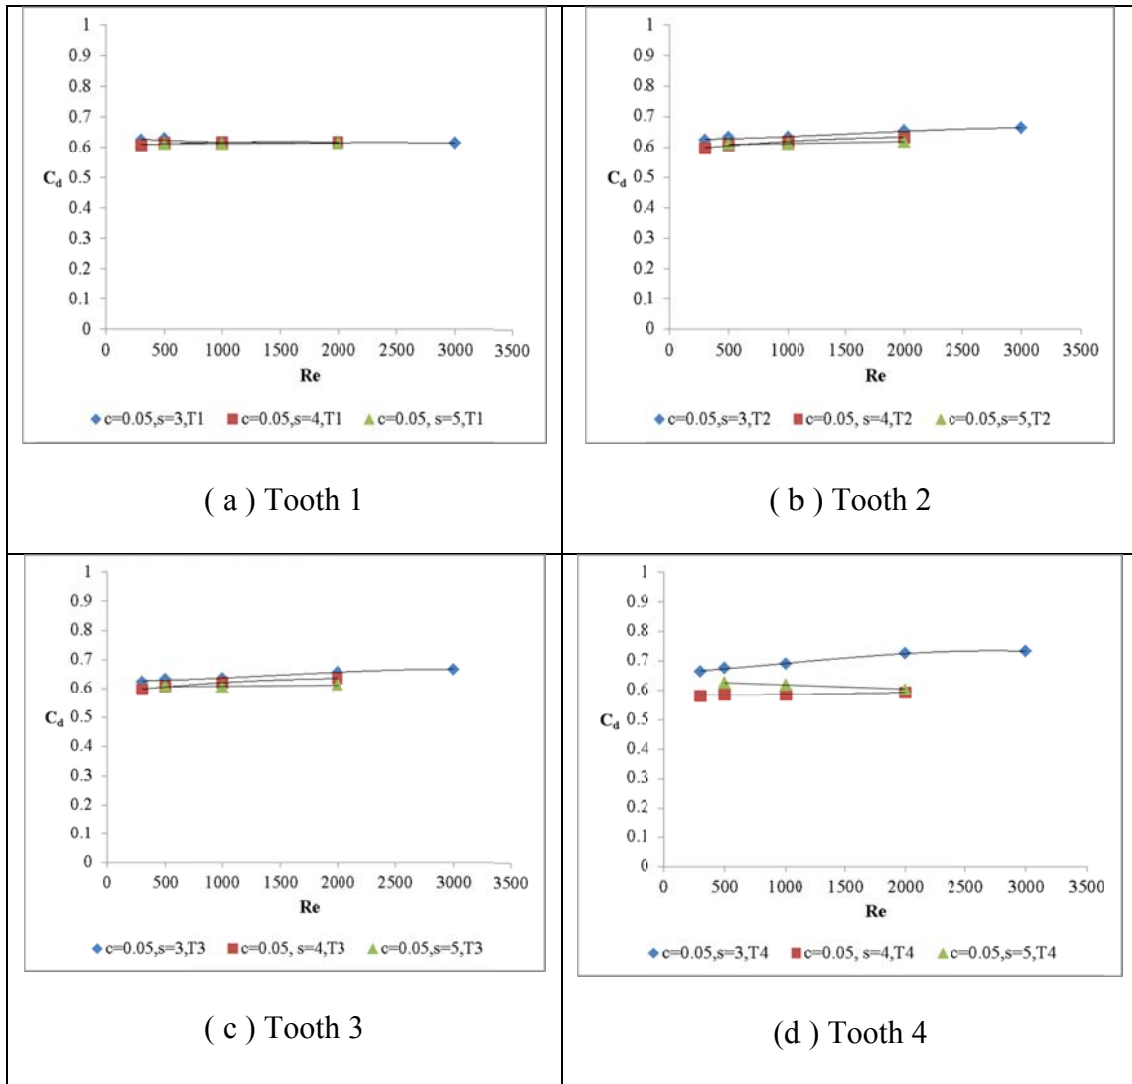 1
0.9
0.8
0.7
0.6
0.5
0.4
0.3
0.2
0.1
0
C_d
0 500 1000 1500 2000 2500 3000 3500
Re
c=0.05,s=3,T1 c=0.05,s=4,T1 c=0.05, s=5,T1
( a ) Tooth 1
1
0.9
0.8
0.7
0.6
0.5
0.4
0.3
0.2
0.1
0
C_d
0 500 1000 1500 2000 2500 3000 3500
Re
c=0.05,s=3,T2 c=0.05, s=4,T2 c=0.05,s=5,T2
( b ) Tooth 2
1
0.9
0.8
0.7
0.6
0.5
0.4
0.3
0.2
0.1
0
C_d
0 500 1000 1500 2000 2500 3000 3500
Re
c=0.05,s=3,T3 c=0.05, s=4,T3 c=0.05,s=5,T3
( c ) Tooth 3
1
0.9
0.8
0.7
0.6
0.5
0.4
0.3
0.2
0.1
0
C_d
0 500 1000 1500 2000 2500 3000 3500
Re
c=0.05,s=3,T4 c=0.05, s=4,T4 c=0.05,s=5,T4
(d ) Tooth 4